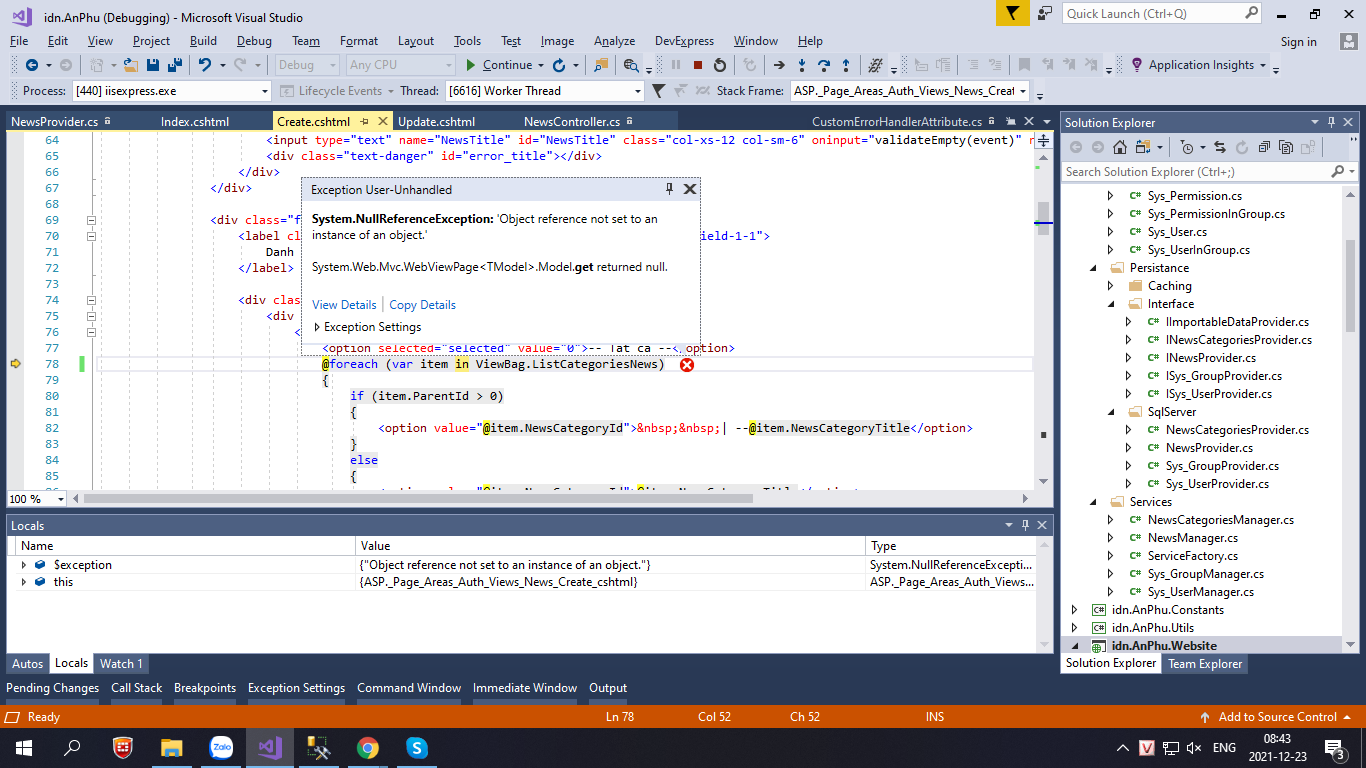 idn.AnPhu (Debugging) - Microsoft Visual Studio
Quick Launch (Ctrl+Q)
File Edit View Project Build Debug Team Format Layout Tools Test Image Analyze DevExpress Window Help
Sign in
Debug Any CPU Continue Application Insights
Process: [440] iisexpress.exe Lifecycle Events Thread: [6616] Worker Thread Stack Frame: ASP._Page_Areas_Auth_Views_News_Creat
NewsProvider.cs Index.cshtml Create.cshtml Update.cshtml NewsController.cs CustomErrorHandlerAttribute.cs
64 <input type="text" name="NewsTitle" id="NewsTitle" class="col-xs-12 col-sm-6" oninput="validateEmpty(event)"
65 <div class="text-danger" id="error_title"></div>
66 </div>
67 </div>
68
69 <div class="f
70 <label cl ield-1-1">
71 Danh
72 </label>
73
74 <div clas
75 <div
76 <
77 <option selected="selected" value="0">-- Tat ca --</option>
78 @foreach (var item in ViewBag.ListCategoriesNews)
79 {
80 if (item.ParentId > 0)
81 {
82 <option value="@item.NewsCategoryId">&nbsp;&nbsp;| --@item.NewsCategoryTitle</option>
83 }
84 else
85 {
Exception User-Unhandled
System.NullReferenceException: 'Object reference not set to an
instance of an object.'
System.Web.Mvc.WebViewPage<TModel>.Model.get returned null.
View Details Copy Details
Exception Settings
100 %
Locals
Name Value Type
$exception {"Object reference not set to an instance of an object."} System.NullReferenceExcepti...
this {ASP._Page_Areas_Auth_Views_News_Create_cshtml} ASP._Page_Areas_Auth_Views...
Autos Locals Watch 1
Pending Changes Call Stack Breakpoints Exception Settings Command Window Immediate Window Output
Solution Explorer
Search Solution Explorer (Ctrl+;)
C# Sys_Permission.cs
C# Sys_PermissionInGroup.cs
C# Sys_User.cs
C# Sys_UserInGroup.cs
Persistance
Caching
Interface
C# IImportableDataProvider.cs
C# INewsCategoriesProvider.cs
C# INewsProvider.cs
C# ISys_GroupProvider.cs
C# ISys_UserProvider.cs
SqlServer
C# NewsCategoriesProvider.cs
C# NewsProvider.cs
C# Sys_GroupProvider.cs
C# Sys_UserProvider.cs
Services
C# NewsCategoriesManager.cs
C# NewsManager.cs
C# ServiceFactory.cs
C# Sys_GroupManager.cs
C# Sys_UserManager.cs
C# idn.AnPhu.Constants
C# idn.AnPhu.Utils
idn.AnPhu.Website
Solution Explorer Team Explorer
Ready Ln 78 Col 52 Ch 52 INS Add to Source Control
Zalo
S
V
ENG
08:43
2021-12-23
3